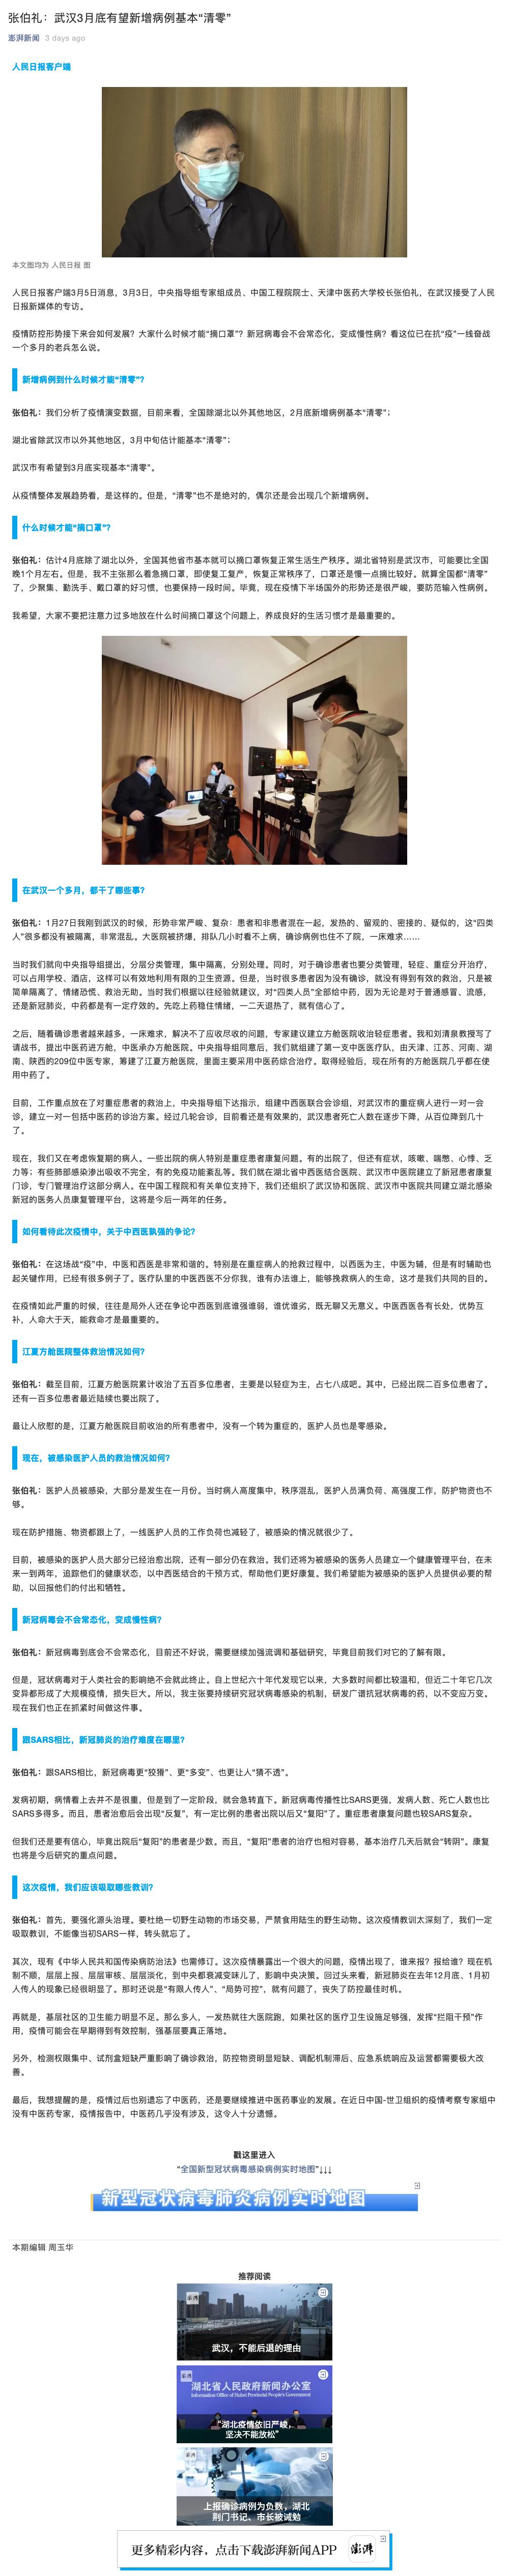 张伯礼：武汉3月底有望新增病例基本“清零”
澎湃新闻 3 days ago
人民日报客户端
本文图均为 人民日报 图
人民日报客户端3月5日消息，3月3日，中央指导组专家组成员、中国工程院院士、天津中医药大学校长张伯礼，在武汉接受了人民
日报新媒体的专访。
疫情防控形势接下来会如何发展？大家什么时候才能“摘口罩”？新冠病毒会不会常态化，变成慢性病？看这位已在抗“疫”一线奋战
一个多月的老兵怎么说。
新增病例到什么时候才能“清零”？
张伯礼：我们分析了疫情演变数据，目前来看，全国除湖北以外其他地区，2月底新增病例基本“清零”；
湖北省除武汉市以外其他地区，3月中旬估计能基本“清零”；
武汉市有希望到3月底实现基本“清零”。
从疫情整体发展趋势看，是这样的。但是，“清零”也不是绝对的，偶尔还是会出现几个新增病例。
什么时候才能“摘口罩”？
张伯礼：估计4月底除了湖北以外，全国其他省市基本就可以摘口罩恢复正常生活生产秩序。湖北省特别是武汉市，可能要比全国
晚1个月左右。但是，我不主张那么着急摘口罩，即使复工复产，恢复正常秩序了，口罩还是慢一点摘比较好。就算全国都“清零”
了，少聚集、勤洗手、戴口罩的好习惯，也要保持一段时间。毕竟，现在疫情下半场国外的形势还是很严峻，要防范输入性病例。
我希望，大家不要把注意力过多地放在什么时间摘口罩这个问题上，养成良好的生活习惯才是最重要的。
在武汉一个多月，都干了哪些事？
张伯礼：1月27日我刚到武汉的时候，形势非常严峻、复杂：患者和非患者混在一起，发热的、留观的、密接的、疑似的，这“四类
人”很多都没有被隔离，非常混乱。大医院被挤爆，排队几小时看不上病，确诊病例也住不了院，一床难求……
当时我们就向中央指导组提出，分层分类管理，集中隔离，分别处理。同时，对于确诊患者也要分类管理，轻症、重症分开治疗，
可以占用学校、酒店，这样可以有效地利用有限的卫生资源。但是，当时很多患者因为没有确诊，就没有得到有效的救治，只是被
简单隔离了，情绪恐慌、救治无助。当时我们根据以往经验就建议，对“四类人员”全部给中药，因为无论是对于普通感冒、流感，
还是新冠肺炎，中药都是有一定疗效的。先吃上药稳住情绪，一二天退热了，就有信心了。
之后，随着确诊患者越来越多，一床难求，解决不了应收尽收的问题，专家建议建立方舱医院收治轻症患者。我和刘清泉教授写了
请战书，提出中医药进方舱，中医承办方舱医院。中央指导组同意后，我们就组建了第一支中医医疗队，由天津、江苏、河南、湖
南、陕西的209位中医专家，筹建了江夏方舱医院，里面主要采用中医药综合治疗。取得经验后，现在所有的方舱医院几乎都在使
用中药了。
目前，工作重点放在了对重症患者的救治上，中央指导组下达指示，组建中西医联合会诊组，对武汉市的重症病人进行一对一会
诊，建立一对一包括中医药的诊治方案。经过几轮会诊，目前看还是有效果的，武汉患者死亡人数在逐步下降，从百位降到几十
了。
现在，我们又在考虑恢复期的病人。一些出院的病人特别是重症患者康复问题。有的出院了，但还有症状，咳嗽、喘憋、心悸、乏
力等；有些肺部感染渗出吸收不完全，有的免疫功能紊乱等。我们就在湖北省中西医结合医院、武汉市中医院建立了新冠患者康复
门诊，专门管理治疗这部分病人。在中国工程院和有关单位支持下，我们还组织了武汉协和医院、武汉市中医院共同建立湖北感染
新冠的医务人员康复管理平台，这将是今后一两年的任务。
如何看待此次疫情中，关于中西医孰强的争论？
张伯礼：在这场战“疫”中，中医和西医是非常和谐的。特别是在重症病人的抢救过程中，以西医为主，中医为辅，但是有时辅助也
起关键作用，已经有很多例子了。医疗队里的中医西医不分你我，谁有办法谁上，能够挽救病人的生命，这才是我们共同的目的。
在疫情如此严重的时候，往往是局外人还在争论中西医到底谁强谁弱，谁优谁劣，既无聊又无意义。中医西医各有长处，优势互
补，人命大于天，能救命才是最重要的。
江夏方舱医院整体救治情况如何？
张伯礼：截至目前，江夏方舱医院累计收治了五百多位患者，主要是以轻症为主，占七八成吧。其中，已经出院二百多位患者了。
还有一百多位患者最近陆续也要出院了。
最让人欣慰的是，江夏方舱医院目前收治的所有患者中，没有一个转为重症的，医护人员也是零感染。
现在，被感染医护人员的救治情况如何？
张伯礼：医护人员被感染，大部分是发生在一月份。当时病人高度集中，秩序混乱，医护人员满负荷、高强度工作，防护物资也不
够。
现在防护措施、物资都跟上了，一线医护人员的工作负荷也减轻了，被感染的情况就很少了。
目前，被感染的医护人员大部分已经治愈出院，还有一部分仍在救治。我们还将为被感染的医务人员建立一个健康管理平台，在未
来一到两年，追踪他们的健康状态，以中西医结合的干预方式，帮助他们更好康复。我们希望能为被感染的医护人员提供必要的帮
助，以回报他们的付出和牺牲。
新冠病毒会不会常态化，变成慢性病？
张伯礼：新冠病毒到底会不会常态化，目前还不好说，需要继续加强流调和基础研究，毕竟目前我们对它的了解有限。
但是，冠状病毒对于人类社会的影响绝不会就此终止。自上世纪六十年代发现它以来，大多数时间都比较温和，但近二十年它几次
变异都形成了大规模疫情，损失巨大。所以，我主张要持续研究冠状病毒感染的机制，研发广谱抗冠状病毒的药，以不变应万变。
现在我们也正在抓紧时间做这件事。
跟SARS相比，新冠肺炎的治疗难度在哪里？
张伯礼：跟SARS相比，新冠病毒更“狡猾”、更“多变”、也更让人“猜不透”。
发病初期，病情看上去并不是很重，但是到了一定阶段，就会急转直下。新冠病毒传播性比SARS更强，发病人数、死亡人数也比
SARS多得多。而且，患者治愈后会出现“反复”，有一定比例的患者出院以后又“复阳”了。重症患者康复问题也较SARS复杂。
但我们还是要有信心，毕竟出院后“复阳”的患者是少数。而且，“复阳”患者的治疗也相对容易，基本治疗几天后就会“转阴”。康复
也将是今后研究的重点问题。
这次疫情，我们应该吸取哪些教训？
张伯礼：首先，要强化源头治理。要杜绝一切野生动物的市场交易，严禁食用陆生的野生动物。这次疫情教训太深刻了，我们一定
吸取教训，不能像当初SARS一样，转头就忘了。
其次，现有《中华人民共和国传染病防治法》也需修订。这次疫情暴露出一个很大的问题，疫情出现了，谁来报？报给谁？现在机
制不顺，层层上报、层层审核、层层淡化，到中央都衰减变味儿了，影响中央决策。回过头来看，新冠肺炎在去年12月底、1月初
人传人的现象已经很明显了。那时还说是“有限人传人”、“局势可控”，就有问题了，丧失了防控最佳时机。
再就是，基层社区的卫生能力明显不足。那么多人，一发热就往大医院跑，如果社区的医疗卫生设施足够强，发挥“拦阻干预”作
用，疫情可能会在早期得到有效控制，强基层要真正落地。
另外，检测权限集中、试剂盒短缺严重影响了确诊救治，防控物资明显短缺、调配机制滞后、应急系统响应及运营都需要极大改
善。
最后，我想提醒的是，疫情过后也别遗忘了中医药，还是要继续推进中医药事业的发展。在近日中国-世卫组织的疫情考察专家组中
没有中医药专家，疫情报告中，中医药几乎没有涉及，这令人十分遗憾。
戳这里进入
“全国新型冠状病毒感染病例实时地图”↓↓↓
新型冠状病毒肺炎病例实时地图
本期编辑 周玉华
推荐阅读
澎湃
武汉，不能后退的理由
澎湃
湖北省人民政府新闻办公室
Information Office of Hubei Provincial People's Government
“湖北疫情依旧严峻，
坚决不能放松”
澎湃
上报确诊病例为负数，湖北
荆门书记、市长被诫勉
更多精彩内容，点击下载澎湃新闻APP 澎湃